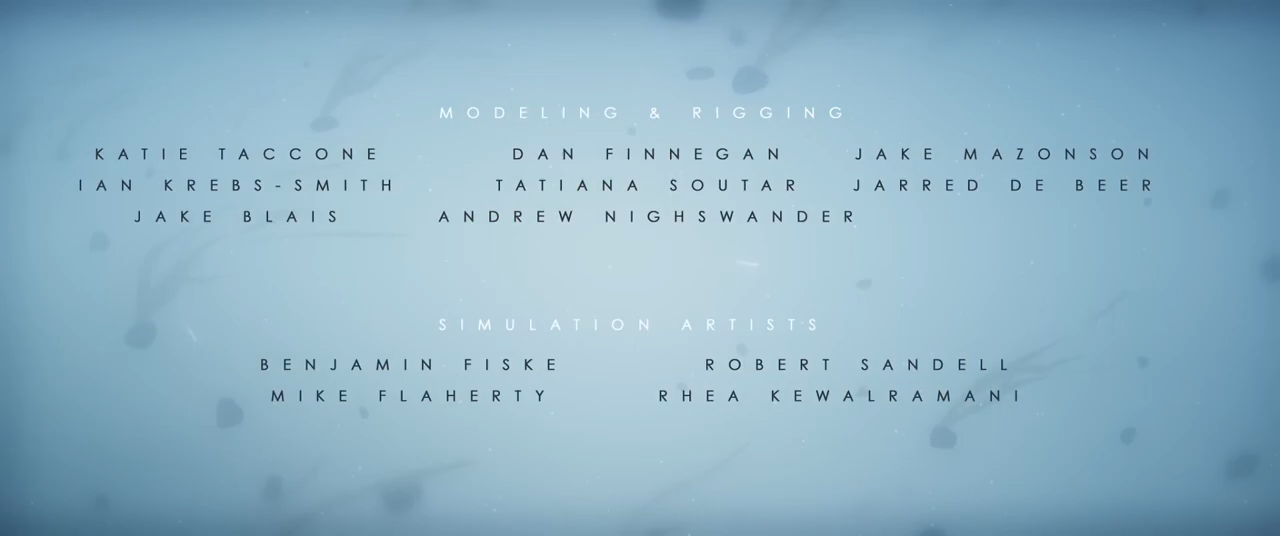 MODELING & RIGGING
KATIE TACCONE DAN FINNEGAN JAKE MAZONSON
IAN KREBS-SMITH TATIANA SOUTAR JARRED DE BEER
JAKE BLAIS ANDREW NIGHSWANDER
SIMULATION ARTISTS
BENJAMIN FISKE ROBERT SANDELL
MIKE FLAHERTY RHEA KEWALRAMANI